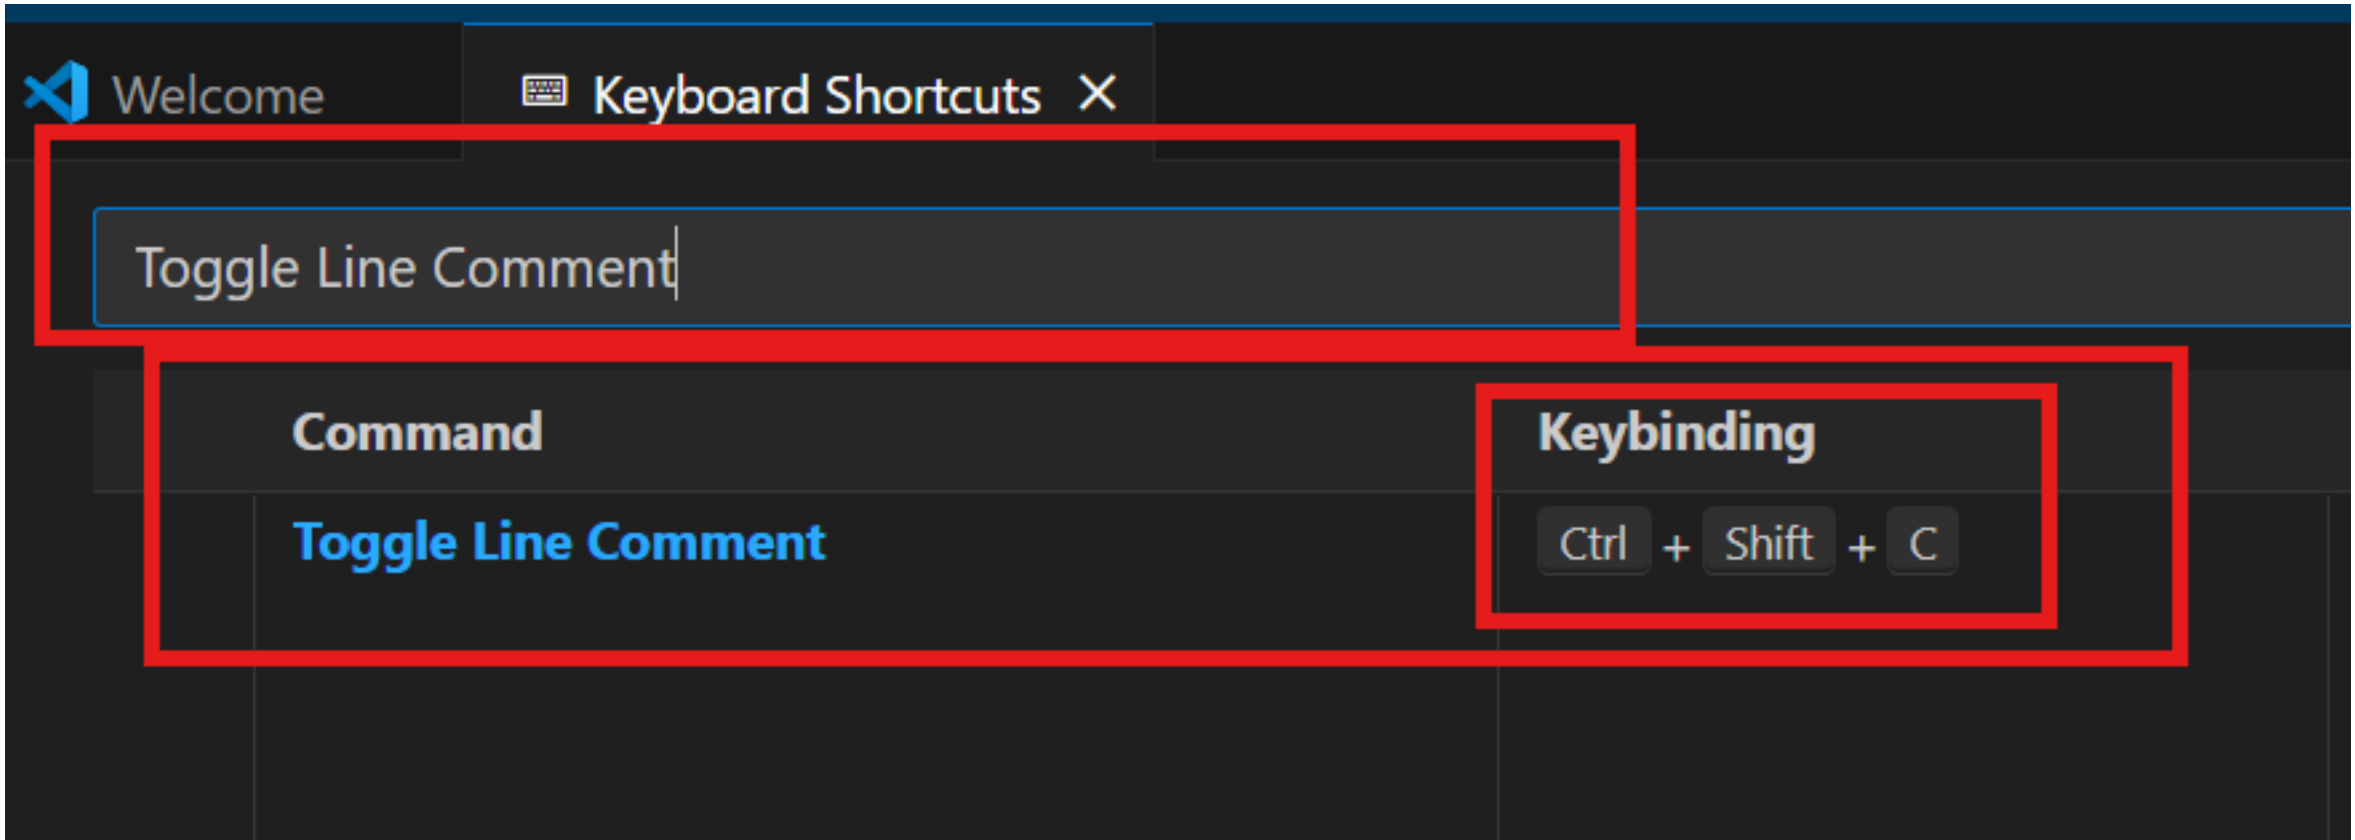 Welcome Keyboard Shortcuts
Toggle Line Comment
Command Keybinding
Toggle Line Comment Ctrl + Shift + C